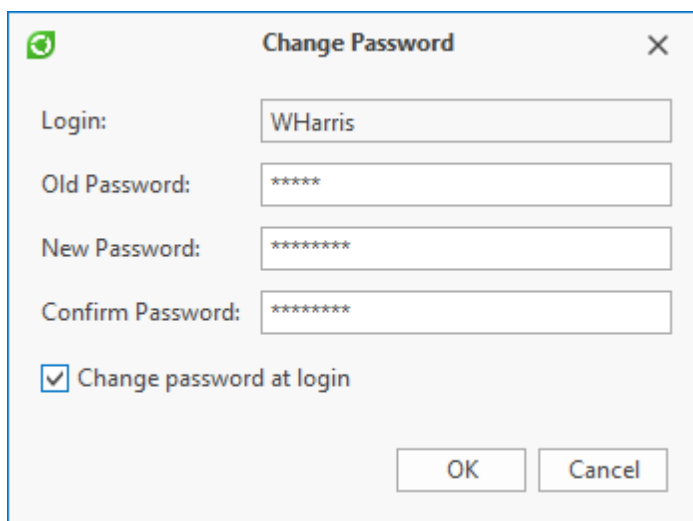 Change Password
Login: WHarris
Old Password: *****
New Password: ********
Confirm Password: ********
Change password at login
OK Cancel